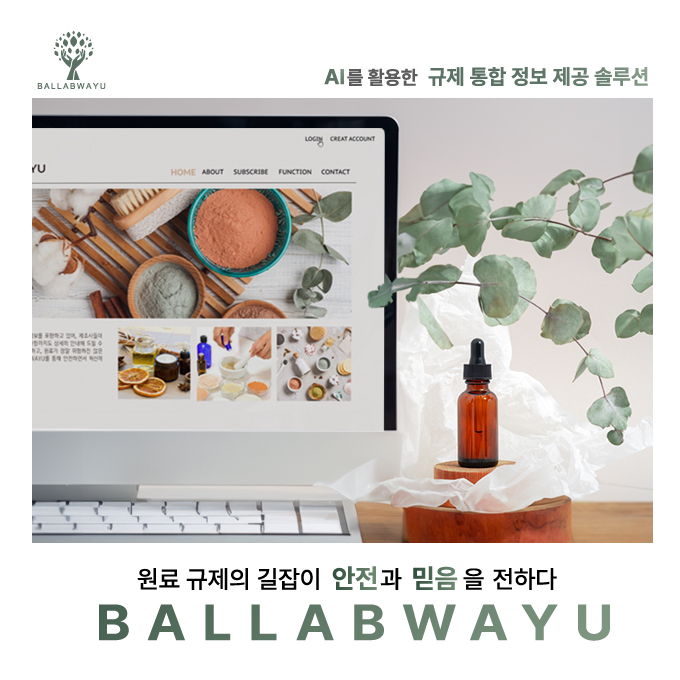 BALLABWAYU
AI를 활용한 규제 통합 정보 제공 솔루션
LOGIN CREAT ACCOUNT
YU
HOME ABOUT SUBSCRIBE FUNCTION CONTACT
원료 규제의 길잡이 안전과 믿음을 전하다
BALLABWAYU